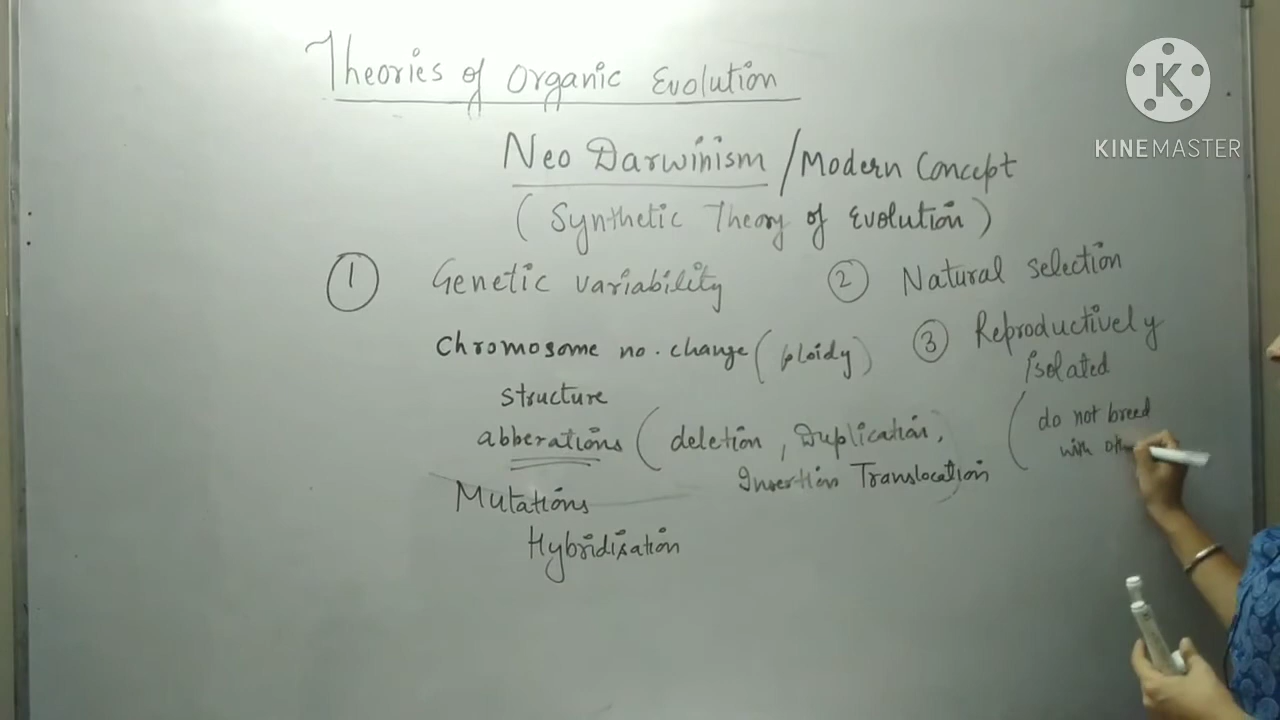 Theories of Organic Evolution
K
KINEMASTER
Neo Darwinism / Modern Concept
(Synthetic Theory of Evolution)
① Genetic variability
② Natural selection
Chromosome no. change (ploidy)
structure
abberations (deletion, Duplication,
Insertion Translocation)
Mutations
Hybridisation
③ Reproductively
isolated
(do not breed
with